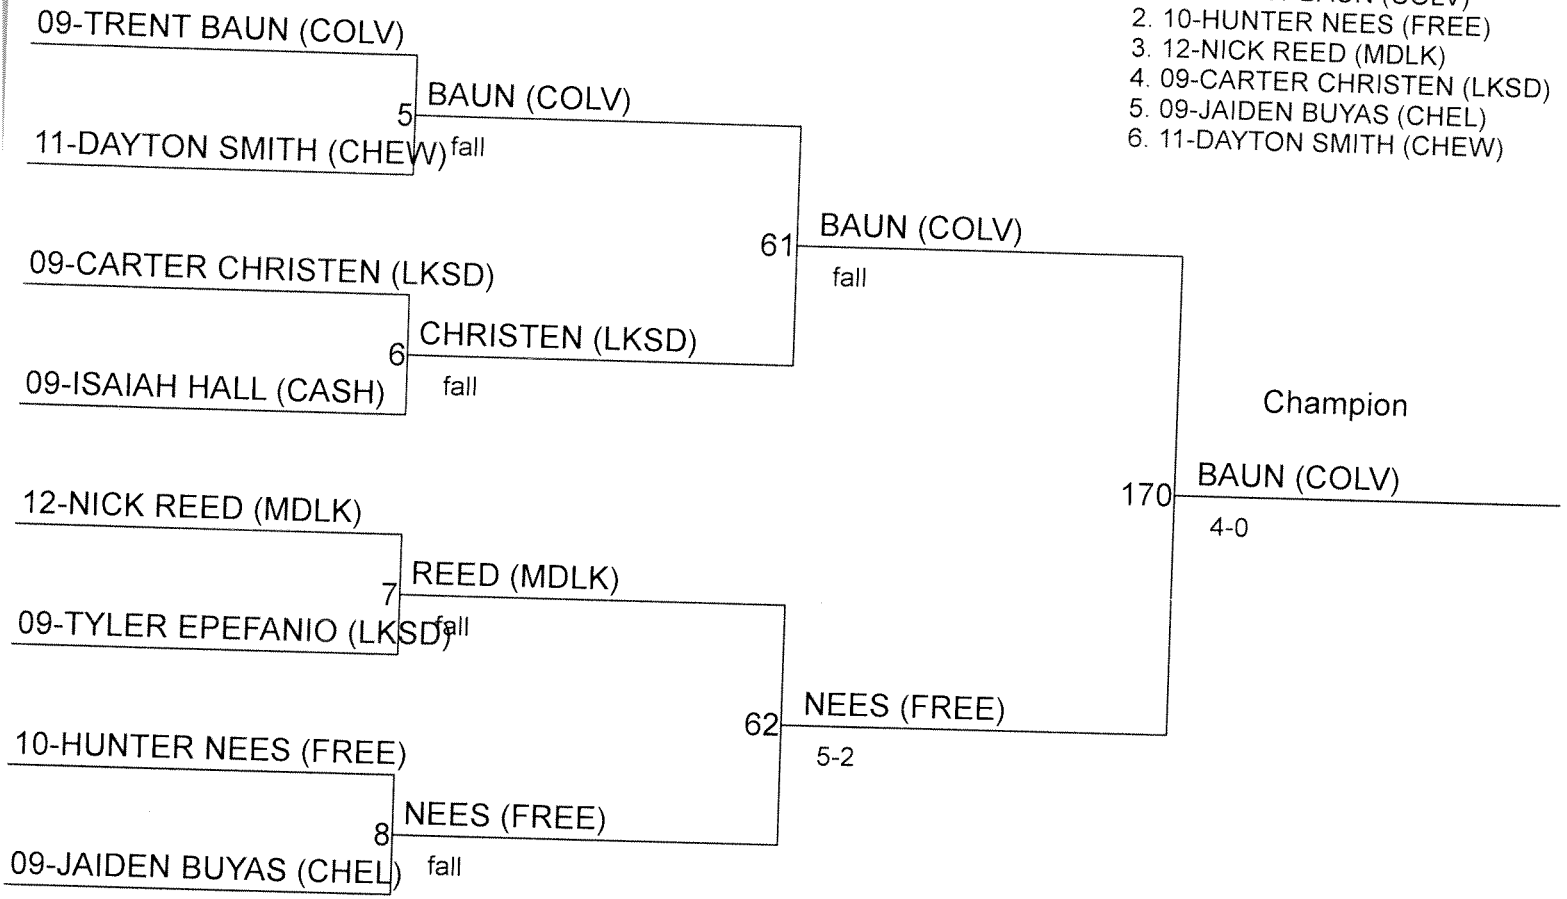 09-TRENT BAUN (COLV)
5
BAUN (COLV)
fall
11-DAYTON SMITH (CHEW)
61
BAUN (COLV)
fall
09-CARTER CHRISTEN (LKSD)
6
CHRISTEN (LKSD)
fall
09-ISAIAH HALL (CASH)
Champion
170
BAUN (COLV)
4-0
12-NICK REED (MDLK)
7
REED (MDLK)
fall
09-TYLER EPEFANIO (LKSD)
62
NEES (FREE)
5-2
10-HUNTER NEES (FREE)
8
NEES (FREE)
fall
09-JAIDEN BUYAS (CHEL)
BAUN (COLV)
2. 10-HUNTER NEES (FREE)
3. 12-NICK REED (MDLK)
4. 09-CARTER CHRISTEN (LKSD)
5. 09-JAIDEN BUYAS (CHEL)
6. 11-DAYTON SMITH (CHEW)